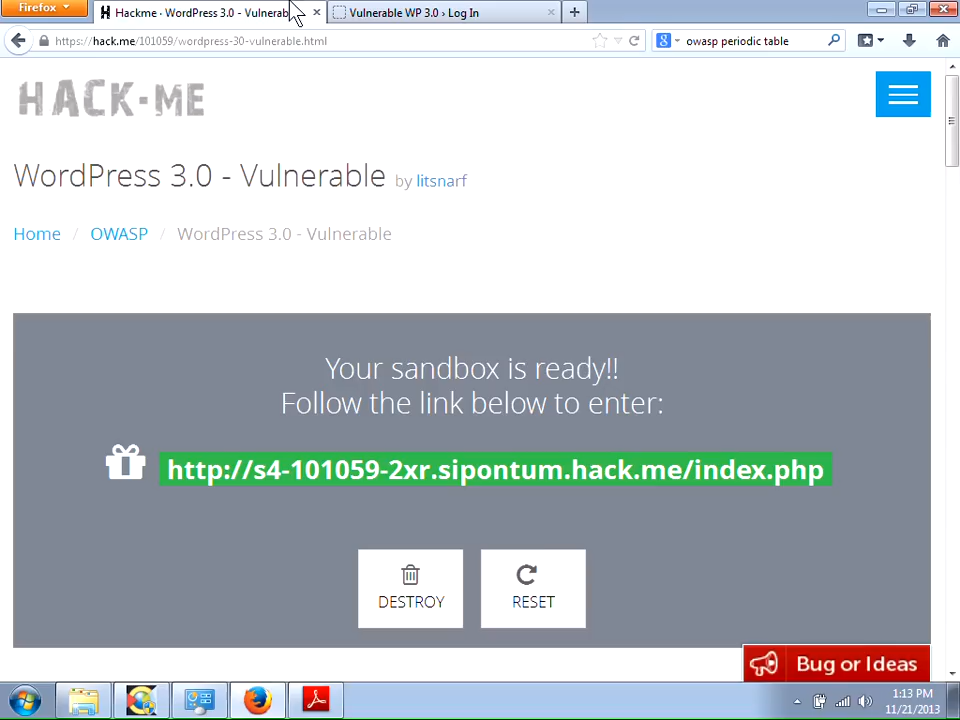 Firefox
Hackme · WordPress 3.0 - Vulnerab
Vulnerable WP 3.0 › Log In
https://hack.me/101059/wordpress-30-vulnerable.html
owasp periodic table
HACK-ME
WordPress 3.0 - Vulnerable by litsnarf
Home / OWASP / WordPress 3.0 - Vulnerable
Your sandbox is ready!!
Follow the link below to enter:
http://s4-101059-2xr.sipontum.hack.me/index.php
DESTROY
RESET
Bug or Ideas
1:13 PM
11/21/2013